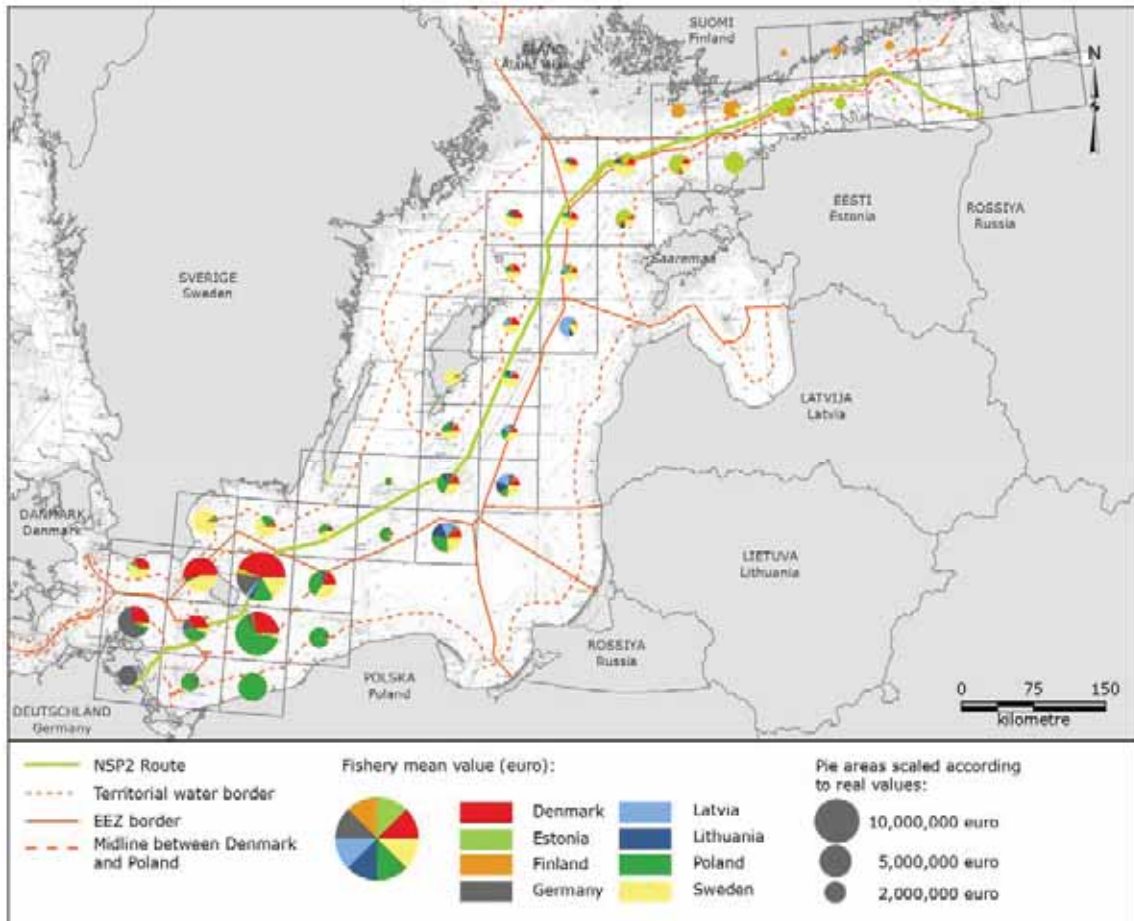 SUOMI
Finland
ÅLAND
Åland Islands
N
S
EESTI
Estonia
ROSSIYA
Russia
Saaremaa
SVERIGE
Sweden
LATVIJA
Latvia
DANMARK
Denmark
LIETUVA
Lithuania
ROSSIYA
Russia
POLSKA
Poland
DEUTSCHLAND
Germany
0 75 150
kilometre
NSP2 Route
Territorial water border
EEZ border
Midline between Denmark
and Poland
Fishery mean value (euro):
Denmark
Estonia
Finland
Germany
Latvia
Lithuania
Poland
Sweden
Pie areas scaled according
to real values:
10,000,000 euro
5,000,000 euro
2,000,000 euro